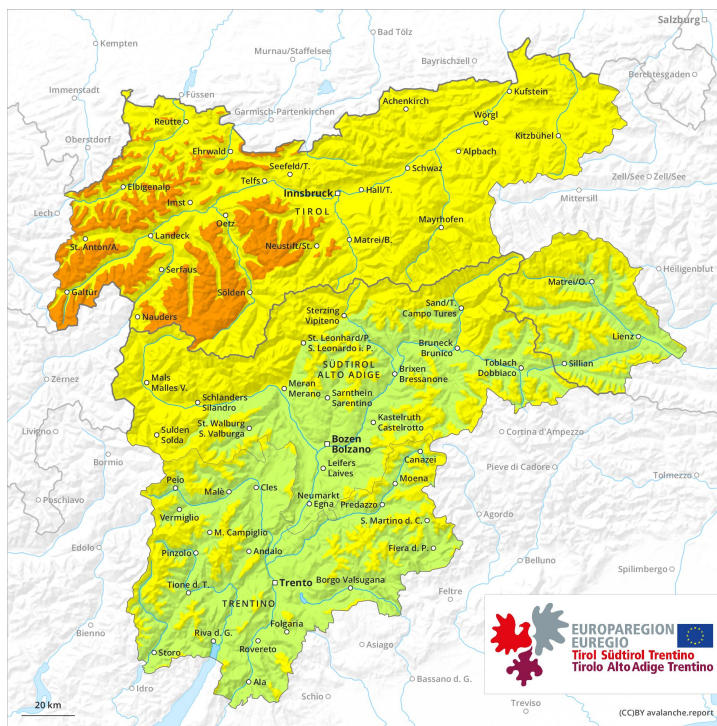 Salzburg
Kempten
Bad Tölz
Murnau/Staffelsee
Bayrischzell
Berchtesgaden
Immenstadt
Füssen
Garmisch-Partenkirchen
Achenkirch
Kufstein
Reutte
Wörgl
Oberstdorf
Ehrwald
Kitzbühel
Seefeld/T.
Alpbach
Telfs
Schwaz
Zell/See
Zell/See
Elbigenalp
Innsbruck
Hall/T.
Mittersill
Lech
Imst
TIROL
Oetz
Mayrhofen
St. Anton/A.
Landeck
Neustift/St.
Matrei/B.
Serfaus
Heiligenblut
Galtür
Sölden
Matrei/O.
Nauders
Sterzing
Vipiteno
Sand/T.
Campo Tures
St. Leonhard/P.
S. Leonardo i. P.
Bruneck
Brunico
Lienz
Zernez
SÜDTIROL
ALTO ADIGE
Brixen
Bressanone
Toblach
Dobbiaco
Sillian
Mals
Malles V.
Meran
Merano
Sarnthein
Sarentino
Schlanders
Silandro
Kastelruth
Castelrotto
Livigno
St. Walburg
S. Valburga
Sulden
Solda
Bozen
Bolzano
Cortina d'Ampezzo
Bormio
Canazei
Pieve di Cadore
Leifers
Laives
Tolmezzo
Peio
Moena
Poschiavo
Malè
Cles
Neumarkt
Egna
Predazzo
Vermiglio
Agordo
S. Martino d. C.
M. Campiglio
Edolo
Pinzolo
Andalo
Fiera d. P.
Belluno
Spilimbergo
Tione d. T.
Trento
Borgo Valsugana
Feltre
TRENTINO
Bienno
Folgaria
Riva d. G.
Rovereto
Asiago
Storo
Bassano d. G.
Idro
Ala
Schio
Treviso
EUROPAREGION
EUREGIO
Tirol Südtirol Trentino
Tirolo Alto Adige Trentino
20 km
(CC)BY avalanche.report